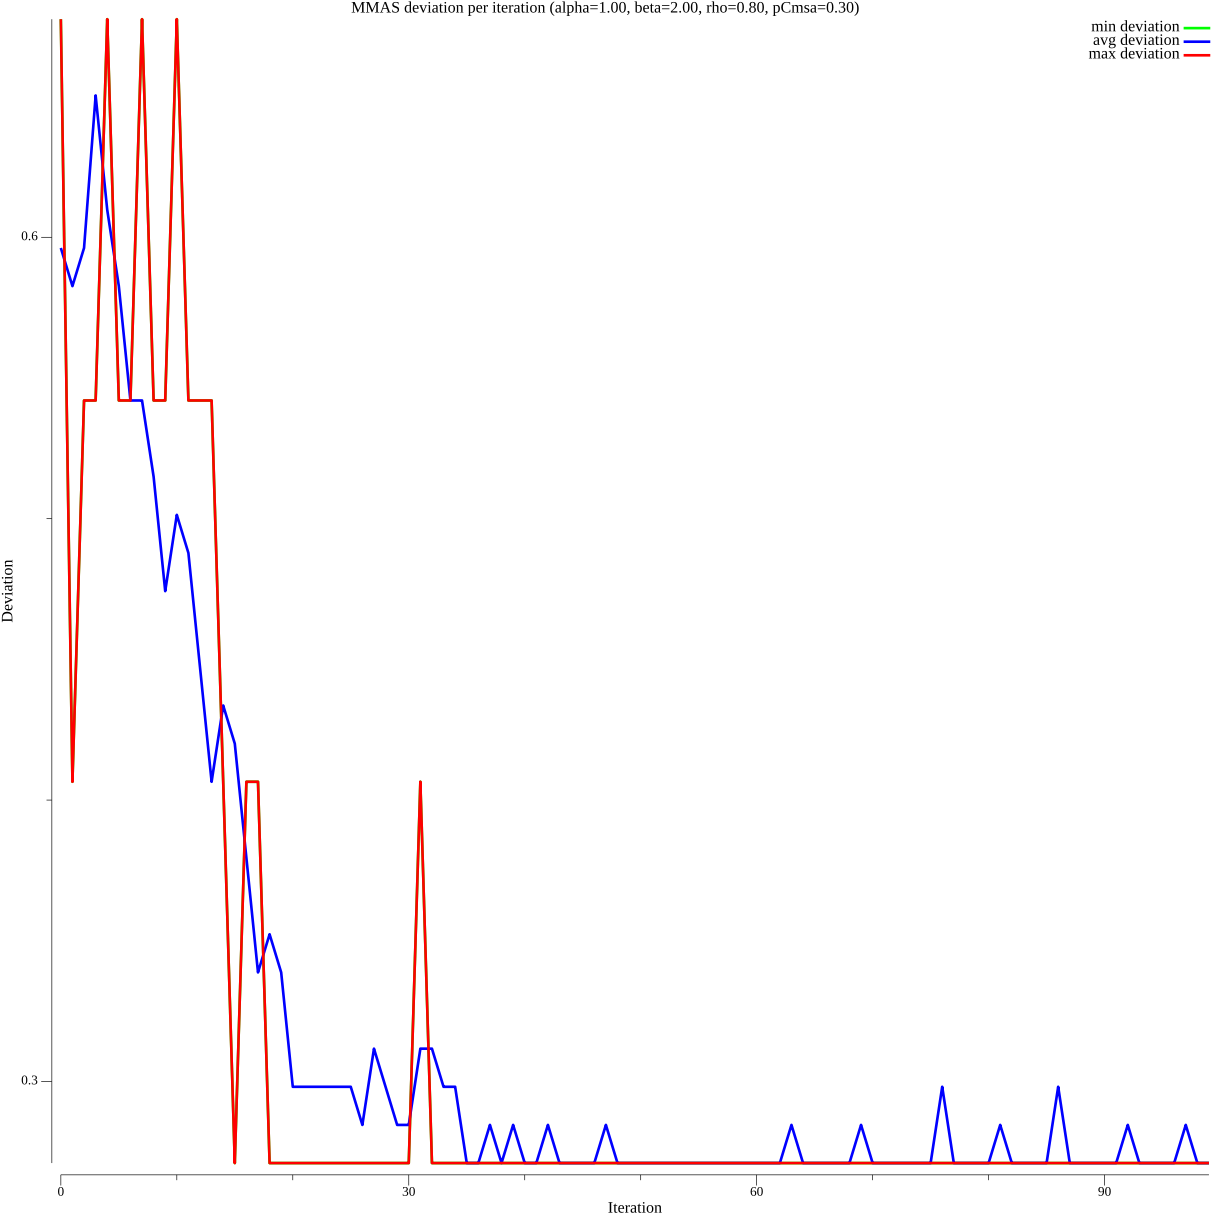 MMAS deviation per iteration (alpha=1.00, beta=2.00, rho=0.80, pCmsa=0.30)
min deviation
avg deviation
max deviation
0.6
Deviation
0.3
0 30 60 90
Iteration